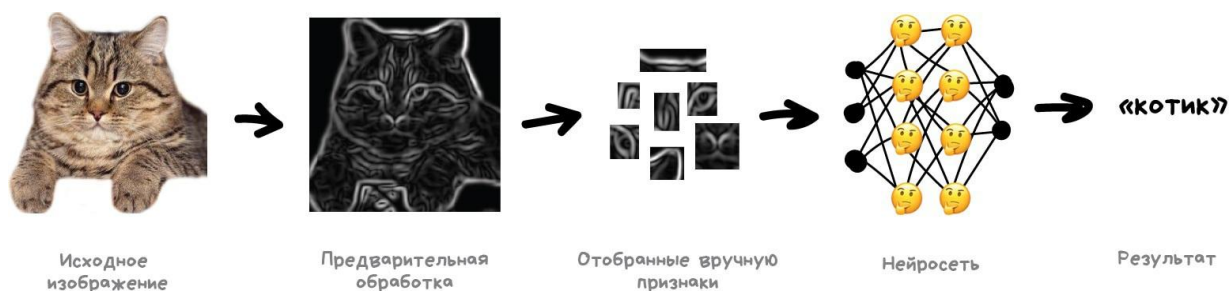 «котик»
Исходное
изображение
Предварительная
обработка
Отобранные вручную
признаки
Нейросеть
Результат